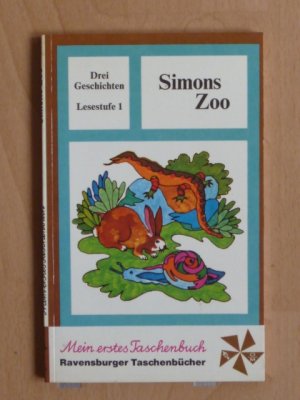 Drei
Geschichten
Lesestufe 1
Simons
Zoo
Mein erstes Taschenbuch
Ravensburger Taschenbücher